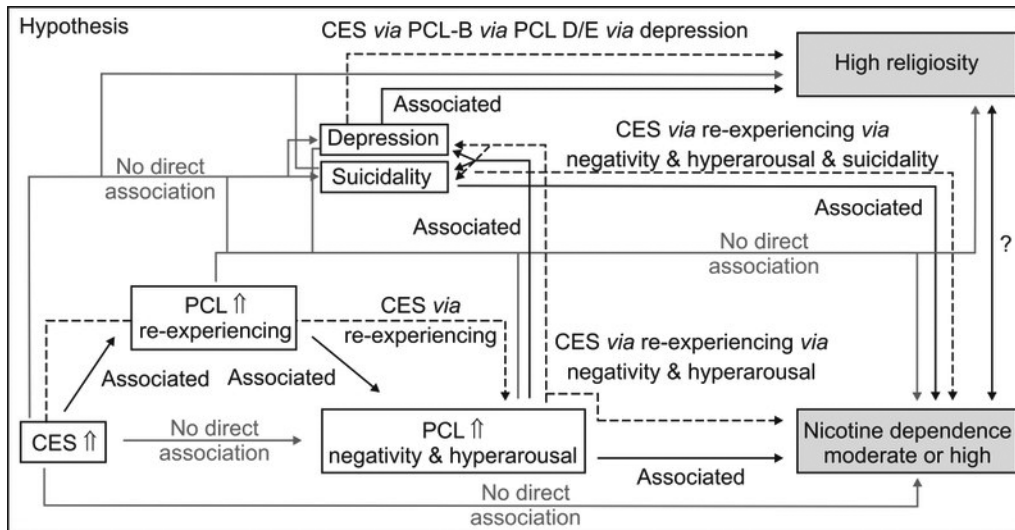 Hypothesis
CES via PCL-B via PCL D/E via depression
High religiosity
Associated
Depression
CES via re-experiencing via
negativity & hyperarousal & suicidality
No direct
association
Suicidality
Associated
Associated
No direct
association
?
PCL ⇑
re-experiencing
CES via
re-experiencing
CES via re-experiencing via
negativity & hyperarousal
Associated
Associated
CES ⇑
No direct
association
PCL ⇑
negativity & hyperarousal
Nicotine dependence
moderate or high
Associated
No direct
association